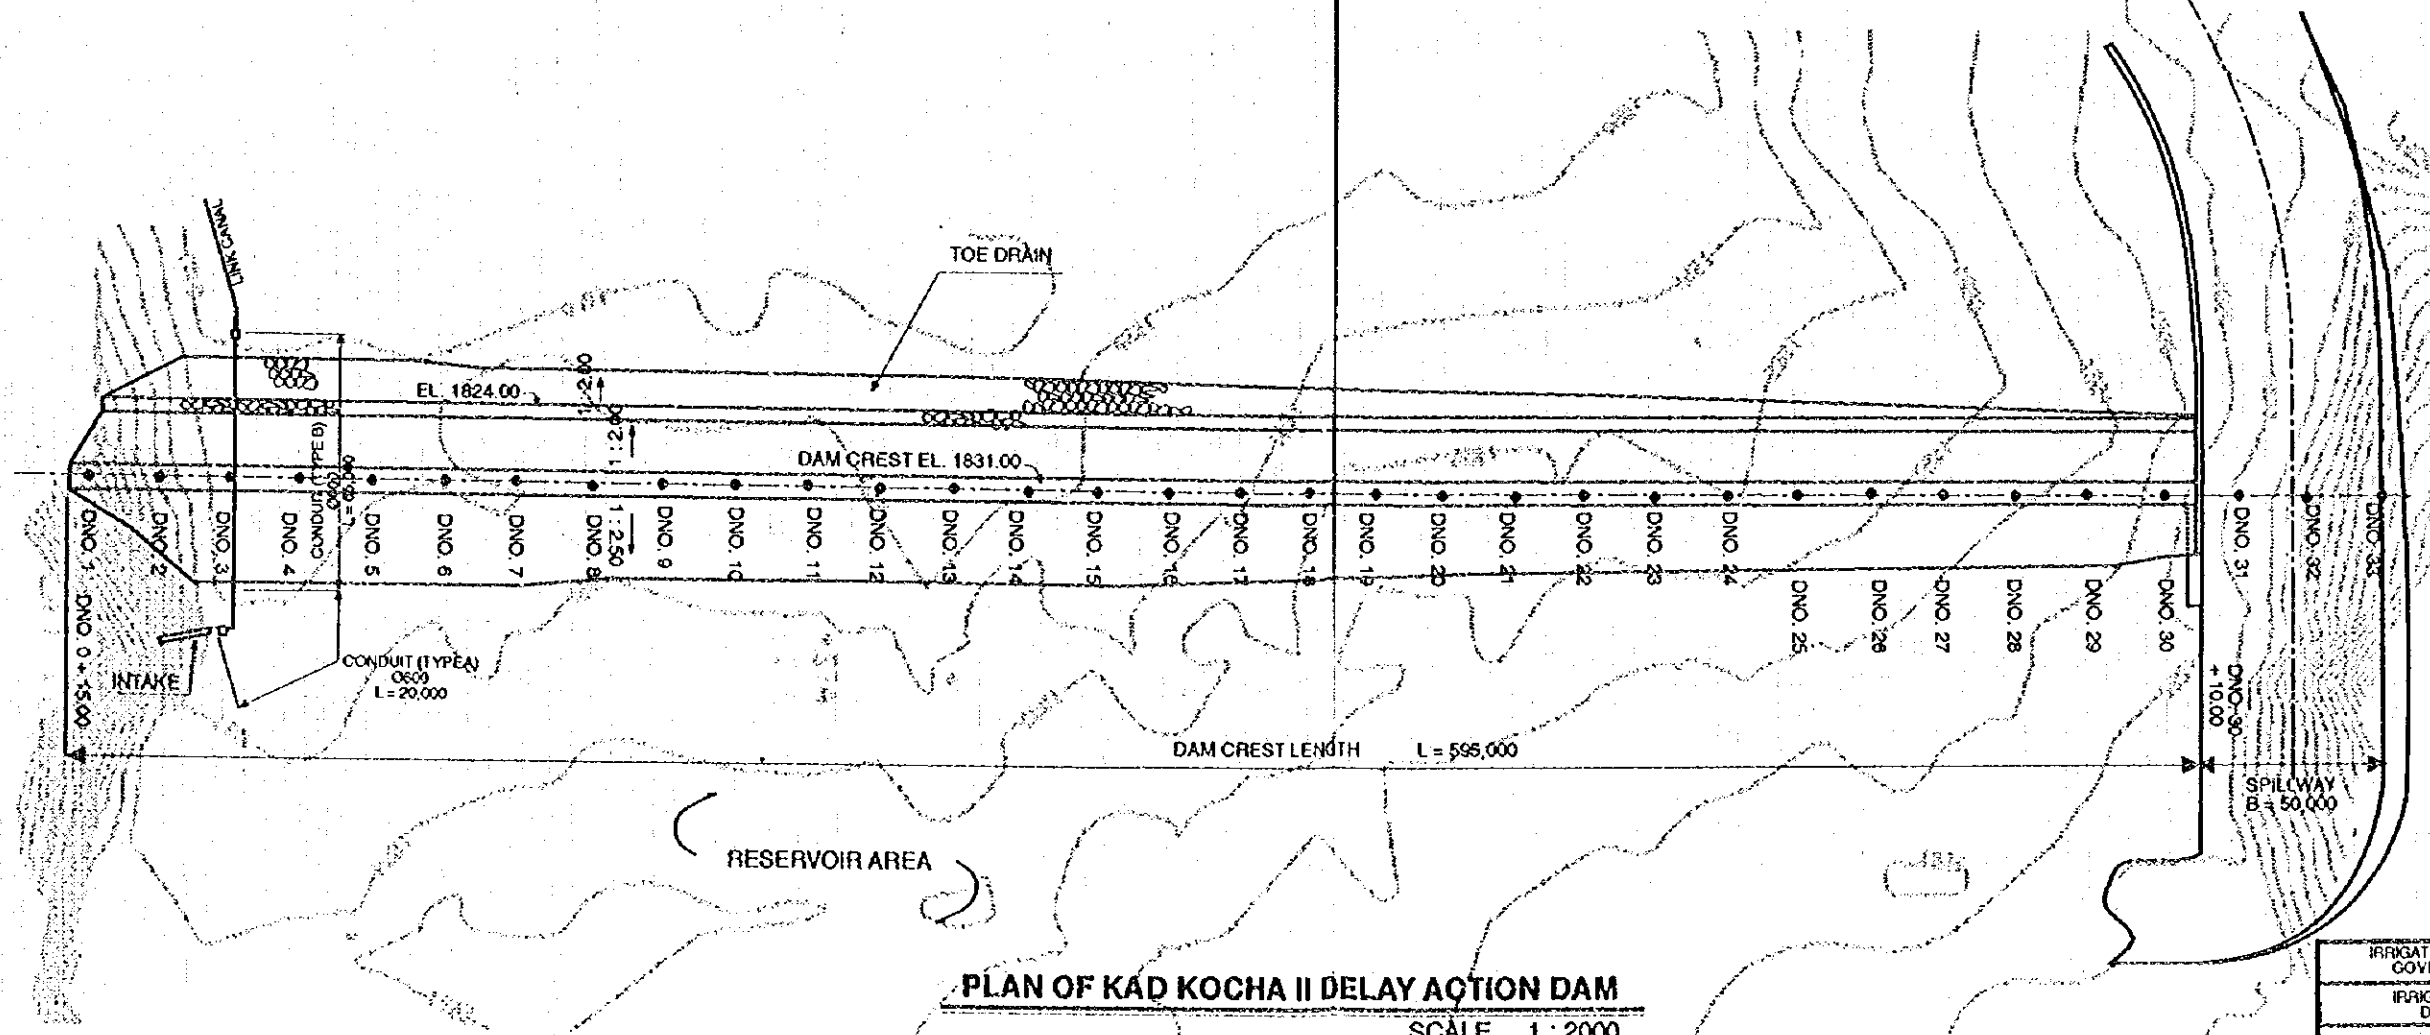 LINK CANAL
TOE DRAIN
EL. 1824.00
1 : 2.00
1 : 2.00
CONDUIT (TYPE B)
DAM CREST EL. 1831.00
1 : 2.50
DNO. 1
DNO. 2
DNO. 3
DNO. 4
DNO. 5
DNO. 6
DNO. 7
DNO. 8
DNO. 9
DNO. 10
DNO. 11
DNO. 12
DNO. 13
DNO. 14
DNO. 15
DNO. 16
DNO. 17
DNO. 18
DNO. 19
DNO. 20
DNO. 21
DNO. 22
DNO. 23
DNO. 24
DNO. 25
DNO. 26
DNO. 27
DNO. 28
DNO. 29
DNO. 30
DNO. 31
DNO. 32
DNO. 33
DNO. 0 + 15.00
INTAKE
CONDUIT (TYPE A)
L = 20,000
DNO. 30
+ 10.00
DAM CREST LENGTH L = 595,000
SPILLWAY
B = 50,000
RESERVOIR AREA
PLAN OF KAD KOCHA II DELAY ACTION DAM
SCALE 1 : 2000
IRRIGAT
GOV
IRRIG